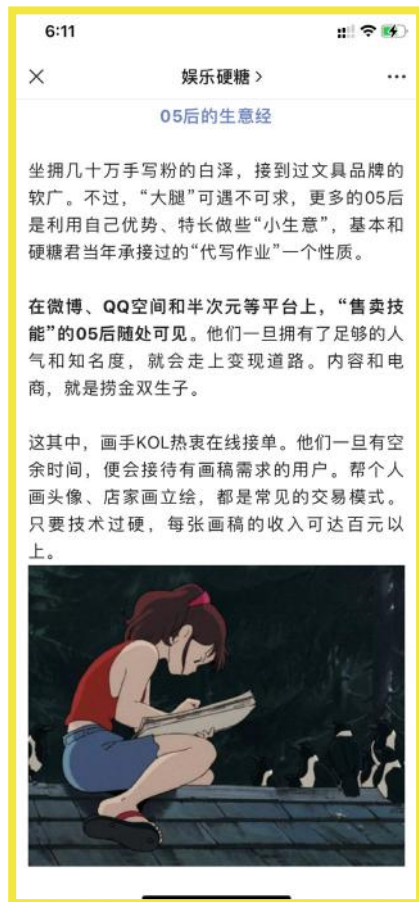 6:11
娱乐硬糖 >
05后的生意经
坐拥几十万手写粉的白泽，接到过文具品牌的
软广。不过，“大腿”可遇不可求，更多的05后
是利用自己优势、特长做些“小生意”，基本和
硬糖君当年承接过的“代写作业”一个性质。
在微博、QQ空间和半次元等平台上，“售卖技
能”的05后随处可见。他们一旦拥有了足够的人
气和知名度，就会走上变现道路。内容和电
商，就是捞金双生子。
这其中，画手KOL热衷在线接单。他们一旦有空
余时间，便会接待有画稿需求的用户。帮个人
画头像、店家画立绘，都是常见的交易模式。
只要技术过硬，每张画稿的收入可达百元以
上。